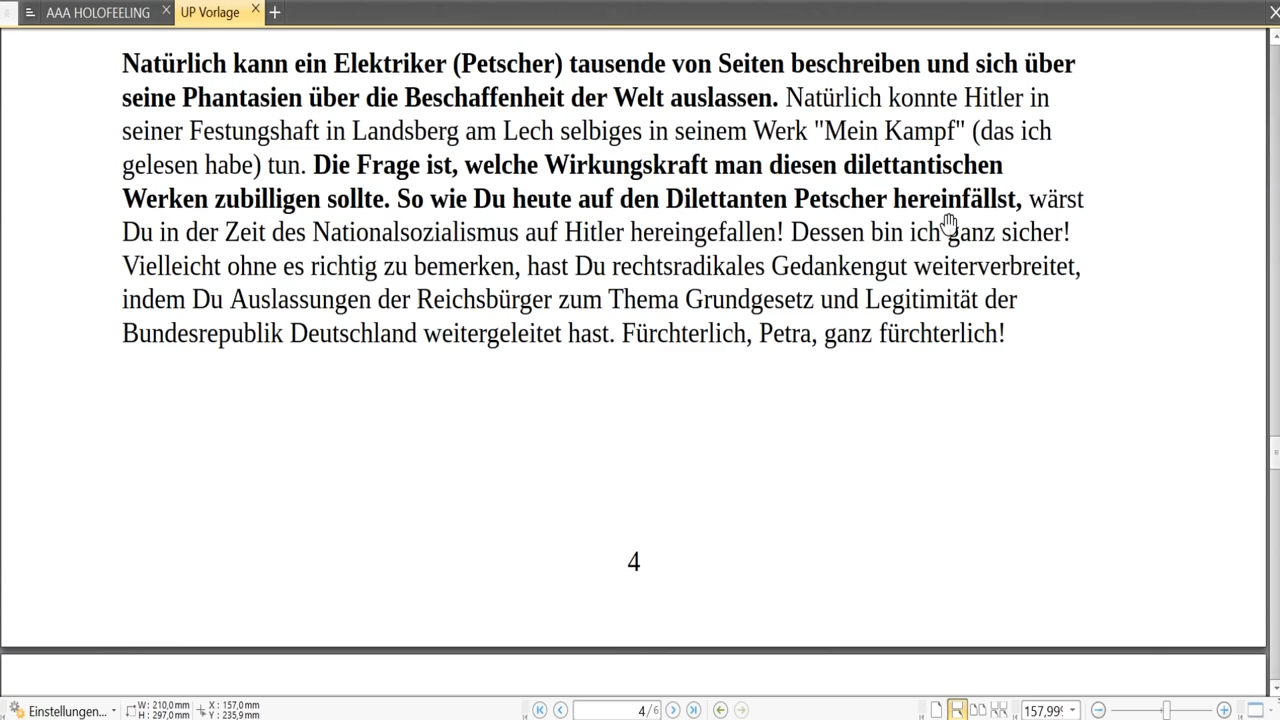 AAA HOLOFEELING
UP Vorlage
Natürlich kann ein Elektriker (Petscher) tausende von Seiten beschreiben und sich über
seine Phantasien über die Beschaffenheit der Welt auslassen. Natürlich konnte Hitler in
seiner Festungshaft in Landsberg am Lech selbiges in seinem Werk "Mein Kampf" (das ich
gelesen habe) tun. Die Frage ist, welche Wirkungskraft man diesen dilettantischen
Werken zubilligen sollte. So wie Du heute auf den Dilettanten Petscher hereinfällst, wärst
Du in der Zeit des Nationalsozialismus auf Hitler hereingefallen! Dessen bin ich ganz sicher!
Vielleicht ohne es richtig zu bemerken, hast Du rechtsradikales Gedankengut weiterverbreitet,
indem Du Auslassungen der Reichsbürger zum Thema Grundgesetz und Legitimität der
Bundesrepublik Deutschland weitergeleitet hast. Fürchterlich, Petra, ganz fürchterlich!
4
Einstellungen...
W: 210,0 mm
H: 297,0 mm
X: 157,0 mm
Y: 235,9 mm
4 / 6
157,99